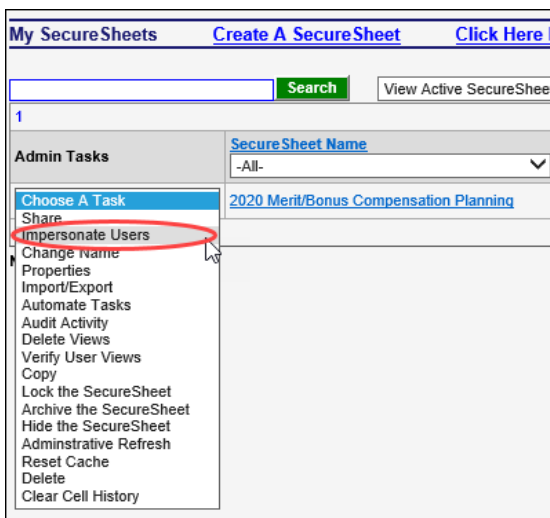 My SecureSheets Create A SecureSheet Click Here
Search View Active SecureShee
1
Admin Tasks
SecureSheet Name
-All-
2020 Merit/Bonus Compensation Planning
Choose A Task
Share
Impersonate Users
Change Name
Properties
Import/Export
Automate Tasks
Audit Activity
Delete Views
Verify User Views
Copy
Lock the SecureSheet
Archive the SecureSheet
Hide the SecureSheet
Adminstrative Refresh
Reset Cache
Delete
Clear Cell History